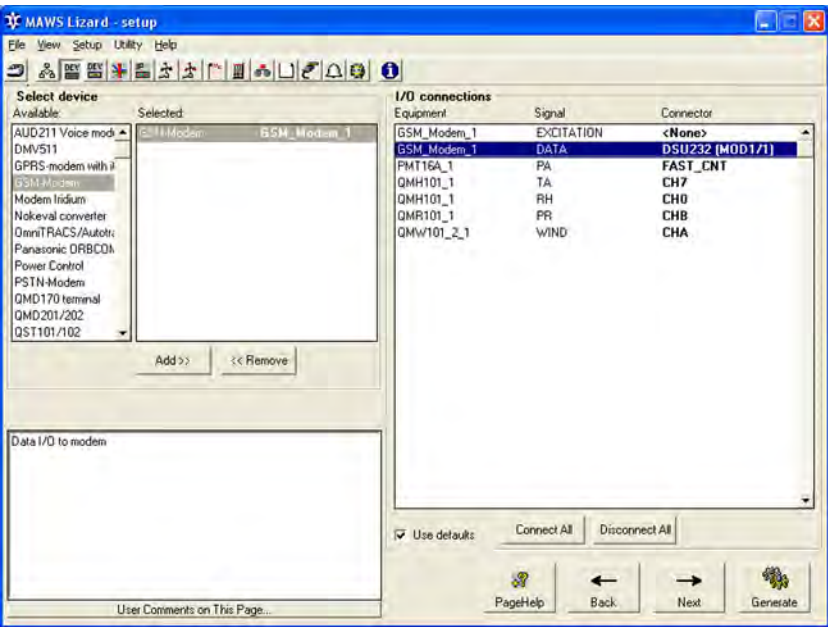 MAWS Lizard - setup
File View Setup Utility Help
Select device
Available: Selected:
AUD211 Voice mode
DMV511
GPRS-modem with i
GSM-Modem
Modem Iridium
Nokeval converter
OmniTRACS/Autotra
Panasonic ORBCOM
Power Control
PSTN-Modem
QMD170 terminal
QMD201/202
QST101/102
GSM-Modem GSM_Modem_1
Add >> << Remove
Data I/O to modem
User Comments on This Page...
I/O connections
Equipment Signal Connector
GSM_Modem_1 EXCITATION <None>
GSM_Modem_1 DATA DSU232 (MOD1/1)
PMT16A_1 PA FAST_CNT
QMH101_1 TA CH7
QMH101_1 RH CH0
QMR101_1 PR CHB
QMW101_2_1 WIND CHA
Use defaults Connect All Disconnect All
PageHelp Back Next Generate